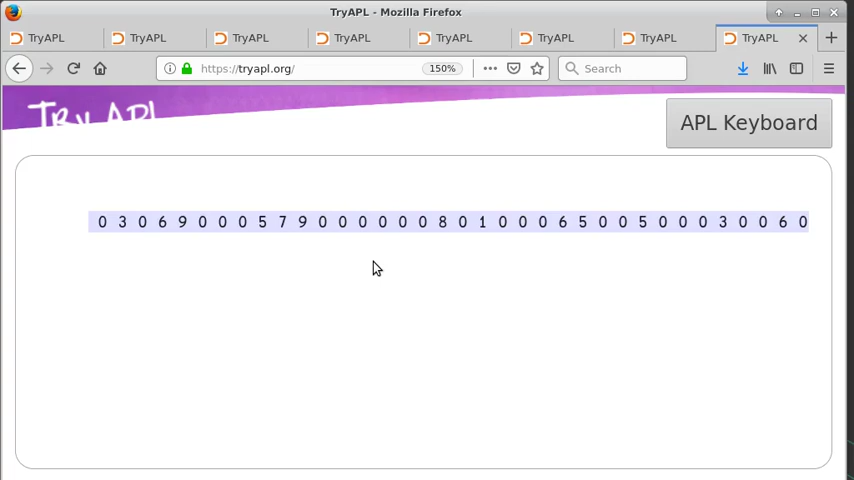 TryAPL - Mozilla Firefox
TryAPL TryAPL TryAPL TryAPL TryAPL TryAPL TryAPL TryAPL
https://tryapl.org/ 150% Search
TRY APL
APL Keyboard
0 3 0 6 9 0 0 0 5 7 9 0 0 0 0 0 0 8 0 1 0 0 0 6 5 0 0 5 0 0 0 3 0 0 6 0